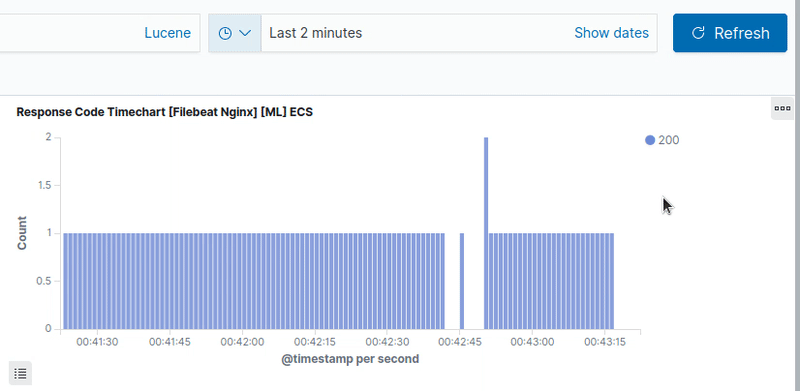 Lucene Last 2 minutes Show dates Refresh
Response Code Timechart [Filebeat Nginx] [ML] ECS
200
2
1.5
1
0.5
0
Count
00:41:30 00:41:45 00:42:00 00:42:15 00:42:30 00:42:45 00:43:00 00:43:15
@timestamp per second